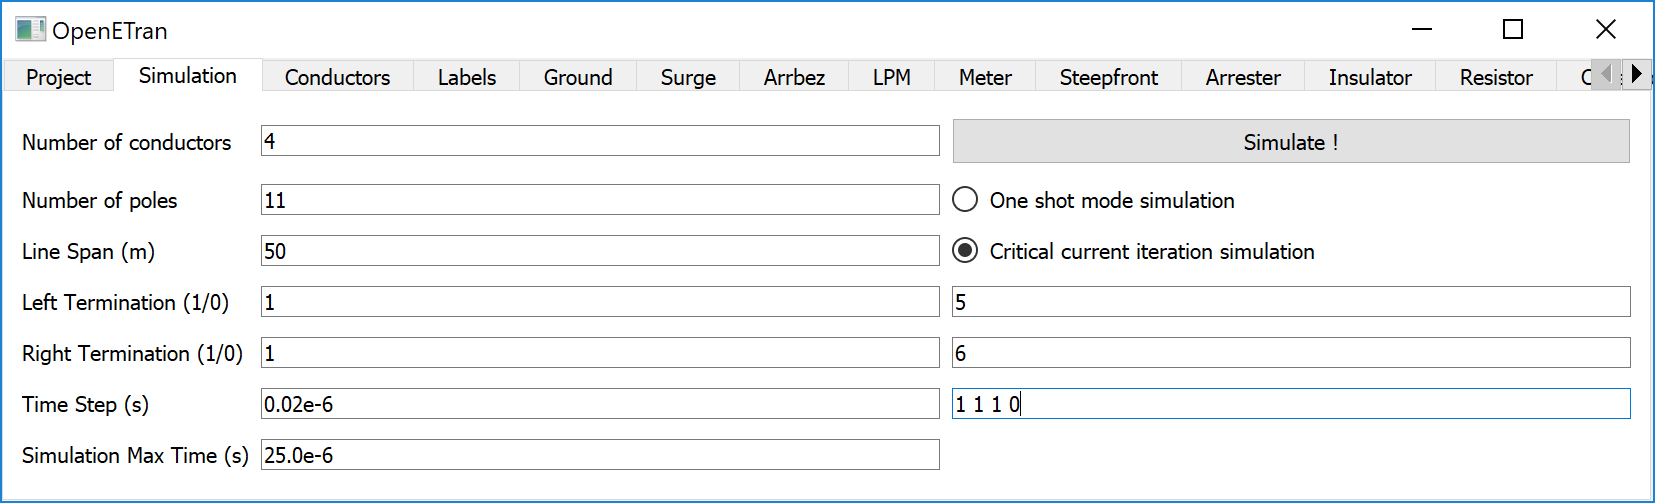 OpenETran
Project Simulation Conductors Labels Ground Surge Arrbez LPM Meter Steepfront Arrester Insulator Resistor
Number of conductors 4 Simulate !
Number of poles 11 One shot mode simulation
Line Span (m) 50 Critical current iteration simulation
Left Termination (1/0) 1 5
Right Termination (1/0) 1 6
Time Step (s) 0.02e-6 1 1 1 0
Simulation Max Time (s) 25.0e-6